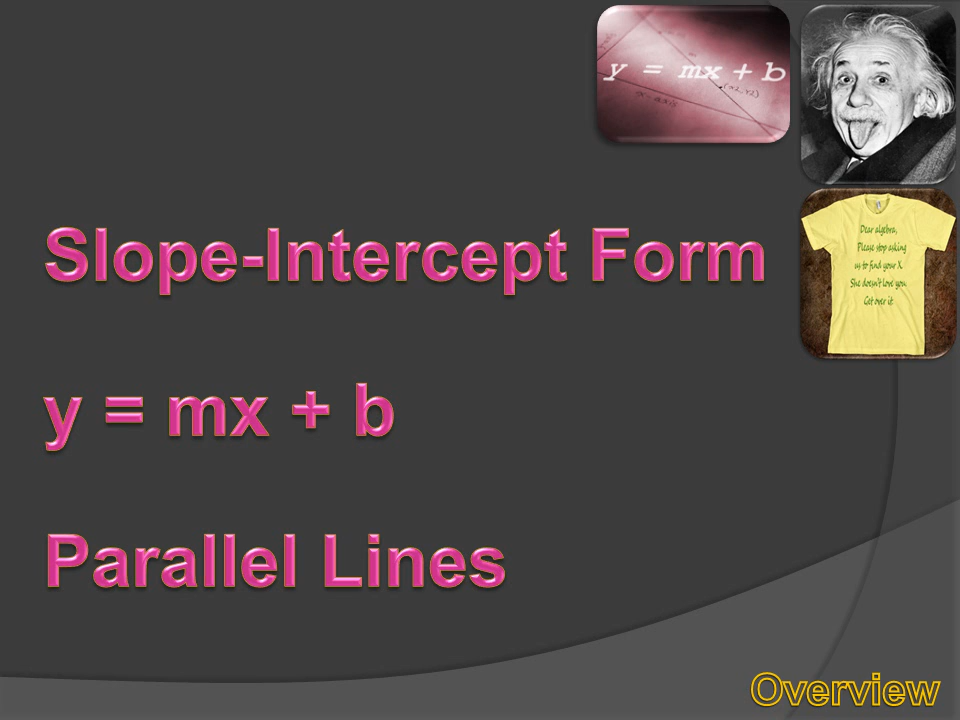 y = mx + b
Dear algebra,
Please stop asking
us to find your X.
She doesn't love you.
Get over it
Slope-Intercept Form
y = mx + b
Parallel Lines
Overview